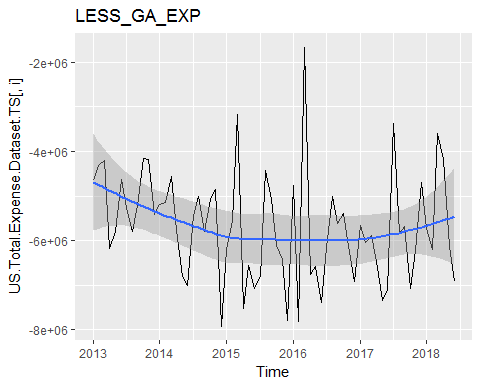 LESS_GA_EXP
US.Total.Expense.Dataset.TS[, i]
-2e+06
-4e+06
-6e+06
-8e+06
2013 2014 2015 2016 2017 2018
Time